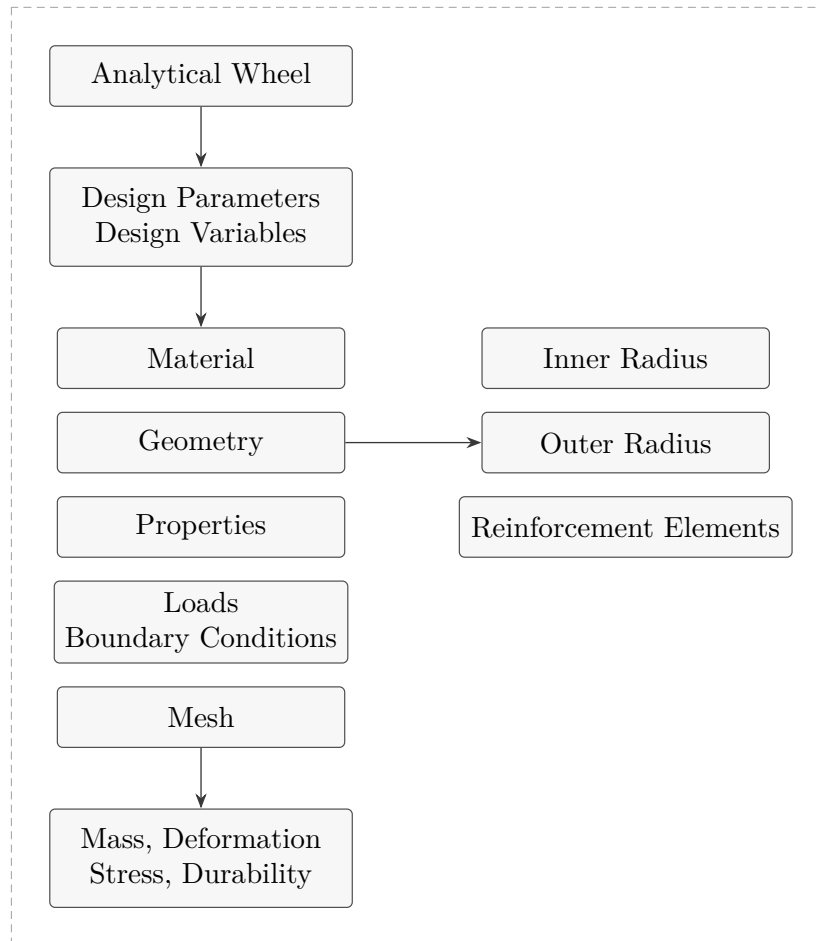 Analytical Wheel
Design Parameters
Design Variables
Material
Inner Radius
Geometry
Outer Radius
Properties
Reinforcement Elements
Loads
Boundary Conditions
Mesh
Mass, Deformation
Stress, Durability